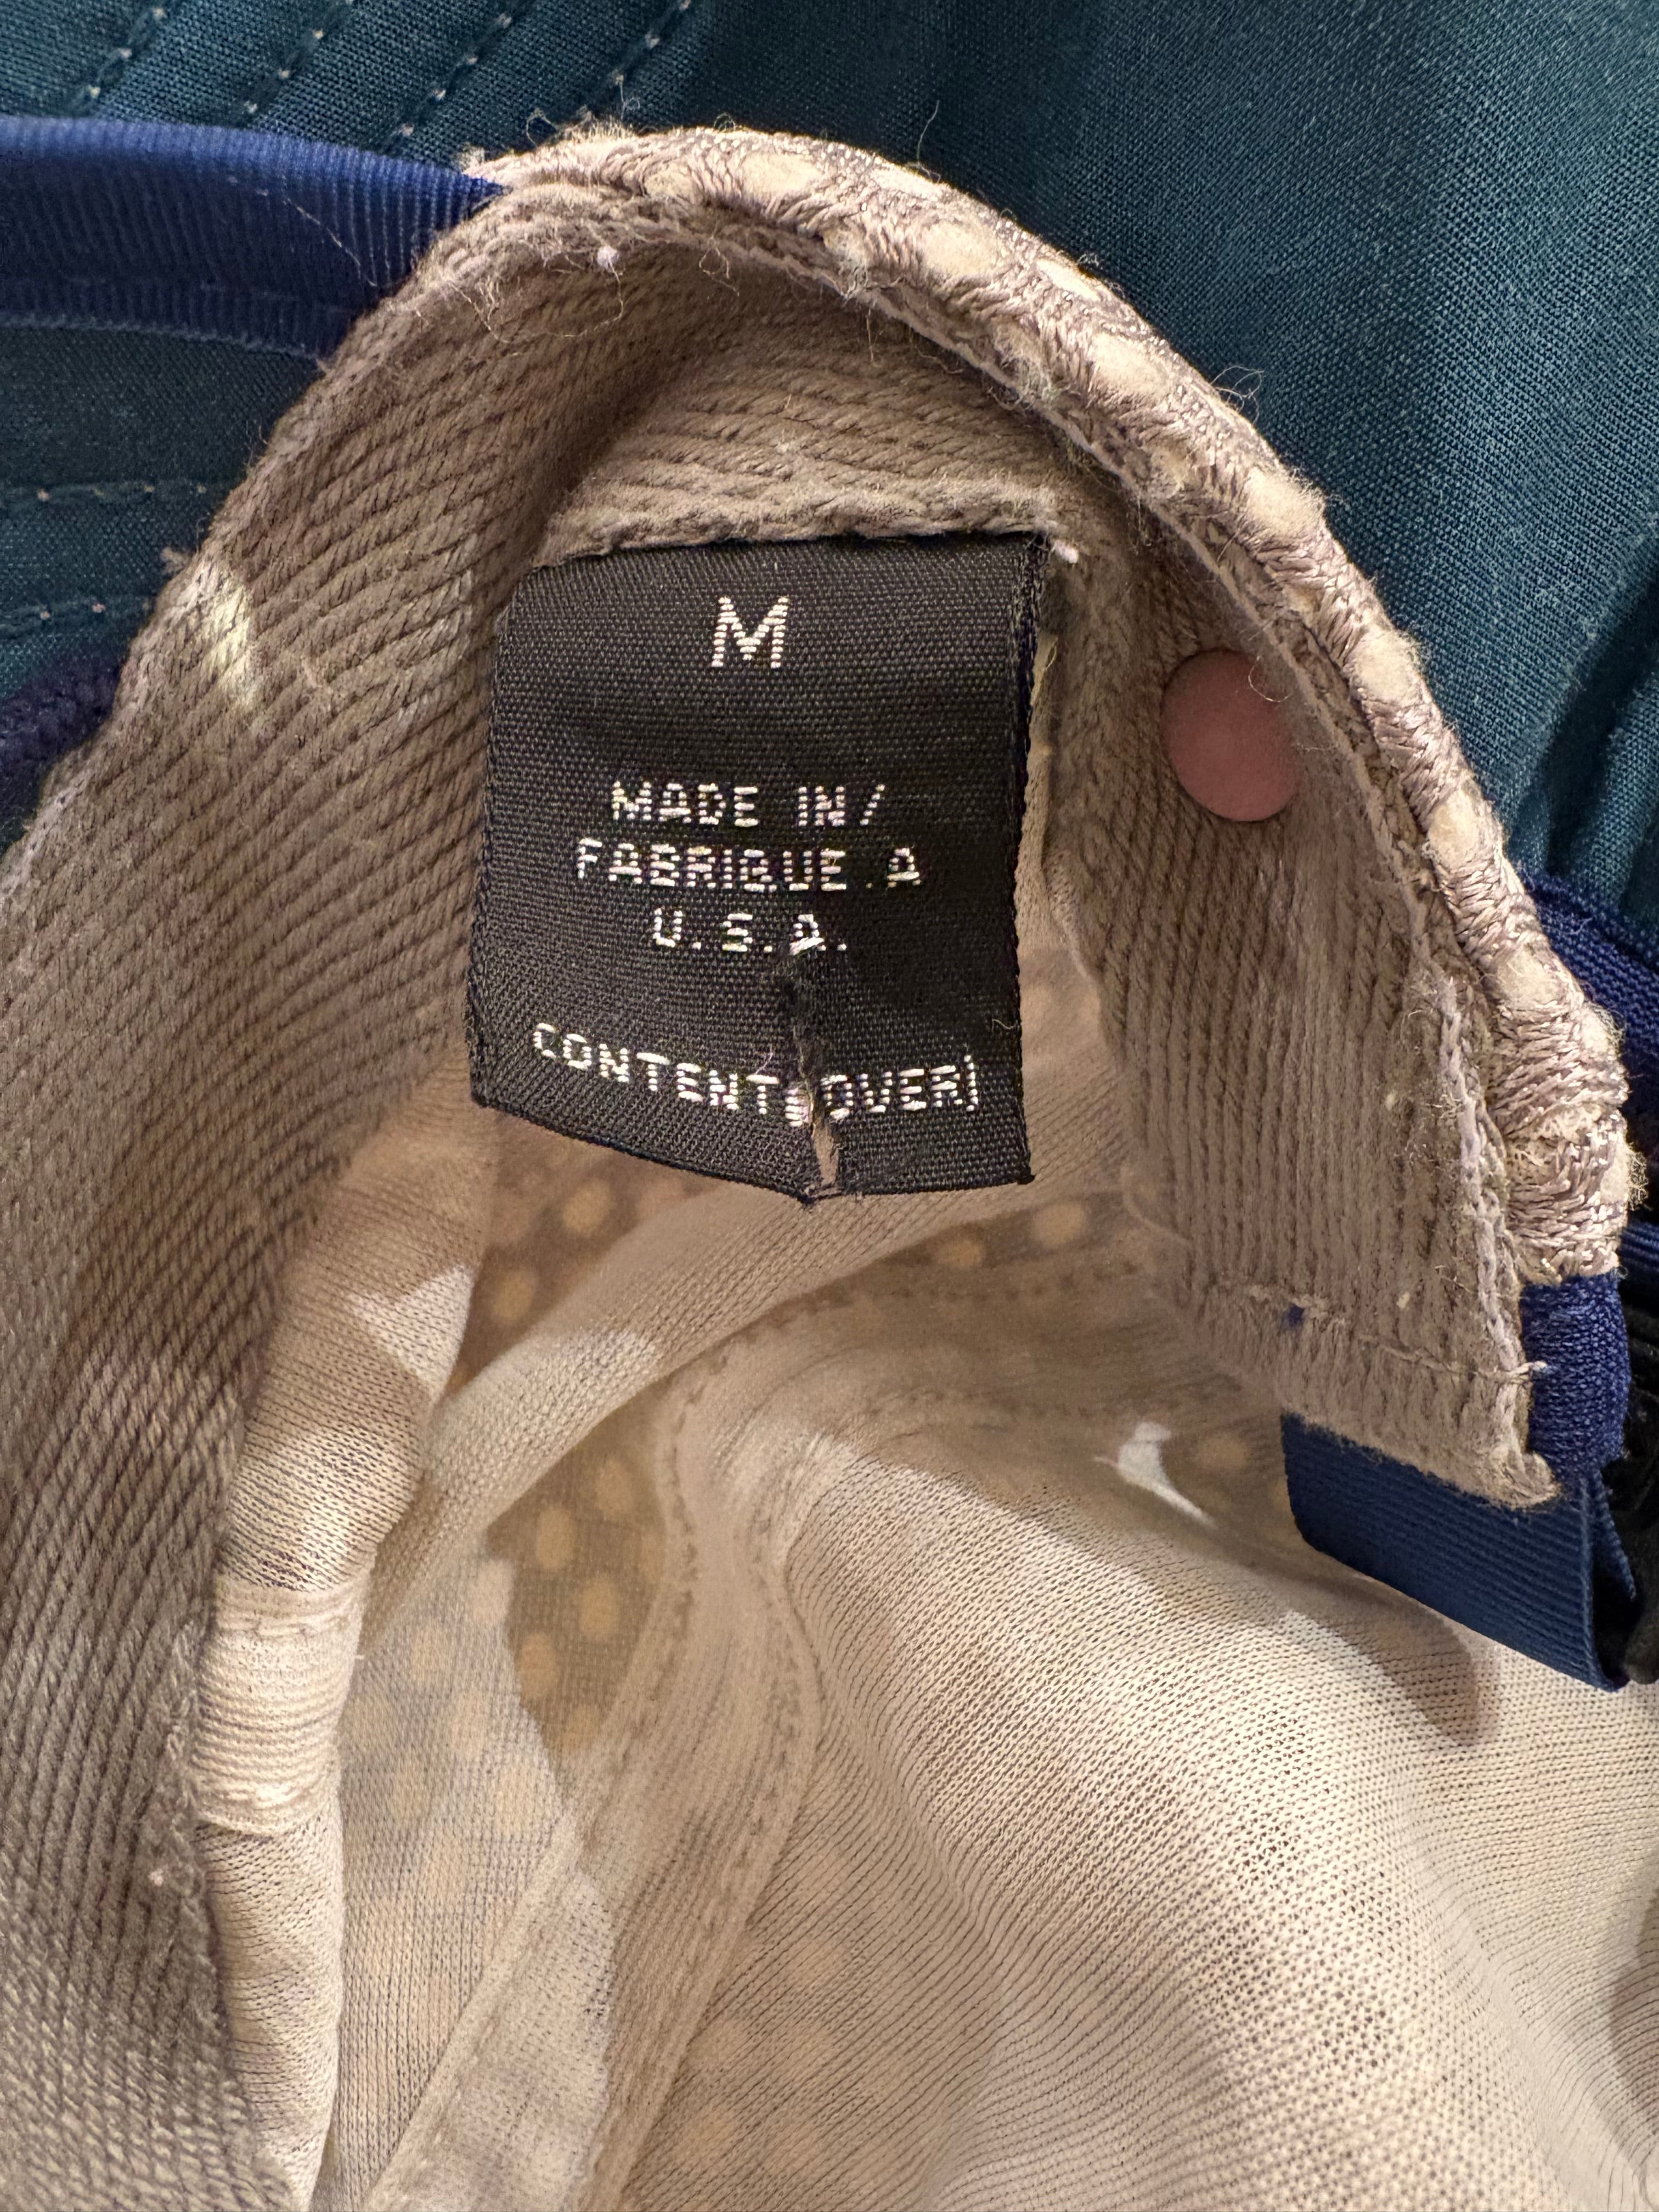 M
MADE IN/
FABRIQUE A
U.S.A.
CONTENT(OVER)